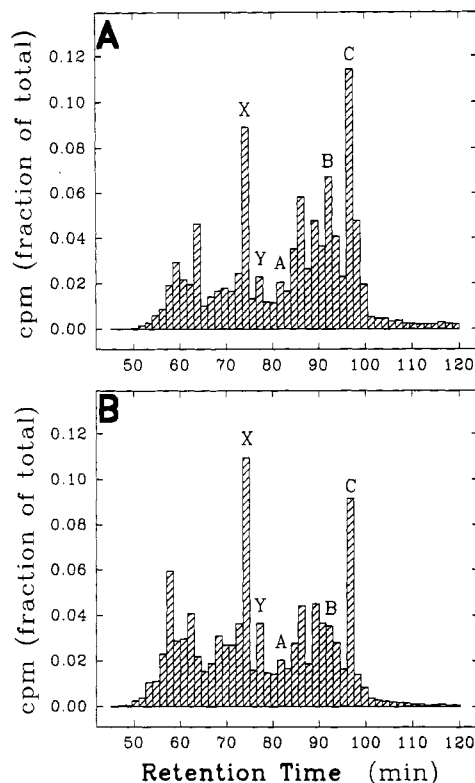 A
cpm (fraction of total)
0.12
0.10
0.08
0.06
0.04
0.02
0.00
X
Y
A
B
C
50 60 70 80 90 100 110 120
B
cpm (fraction of total)
0.12
0.10
0.08
0.06
0.04
0.02
0.00
X
Y
A
B
C
50 60 70 80 90 100 110 120
Retention Time (min)